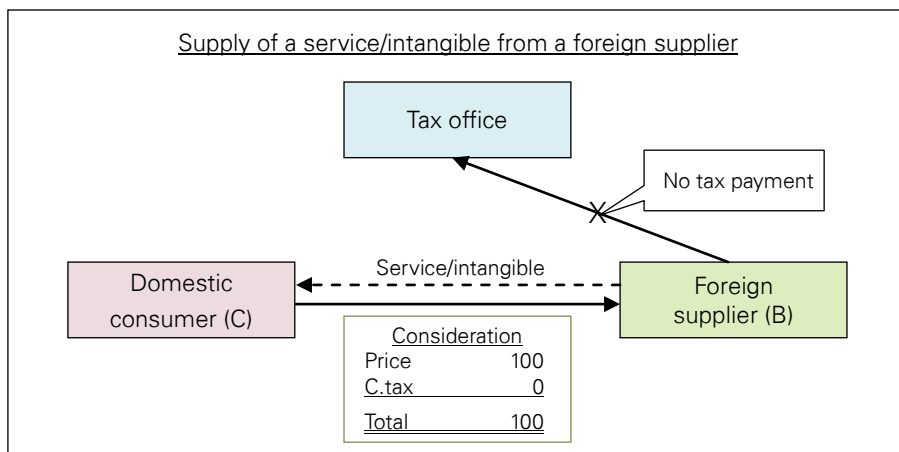 Supply of a service/intangible from a foreign supplier
Tax office
No tax payment
X
Service/intangible
Domestic
consumer (C)
Foreign
supplier (B)
Consideration
Price 100
C.tax 0
Total 100